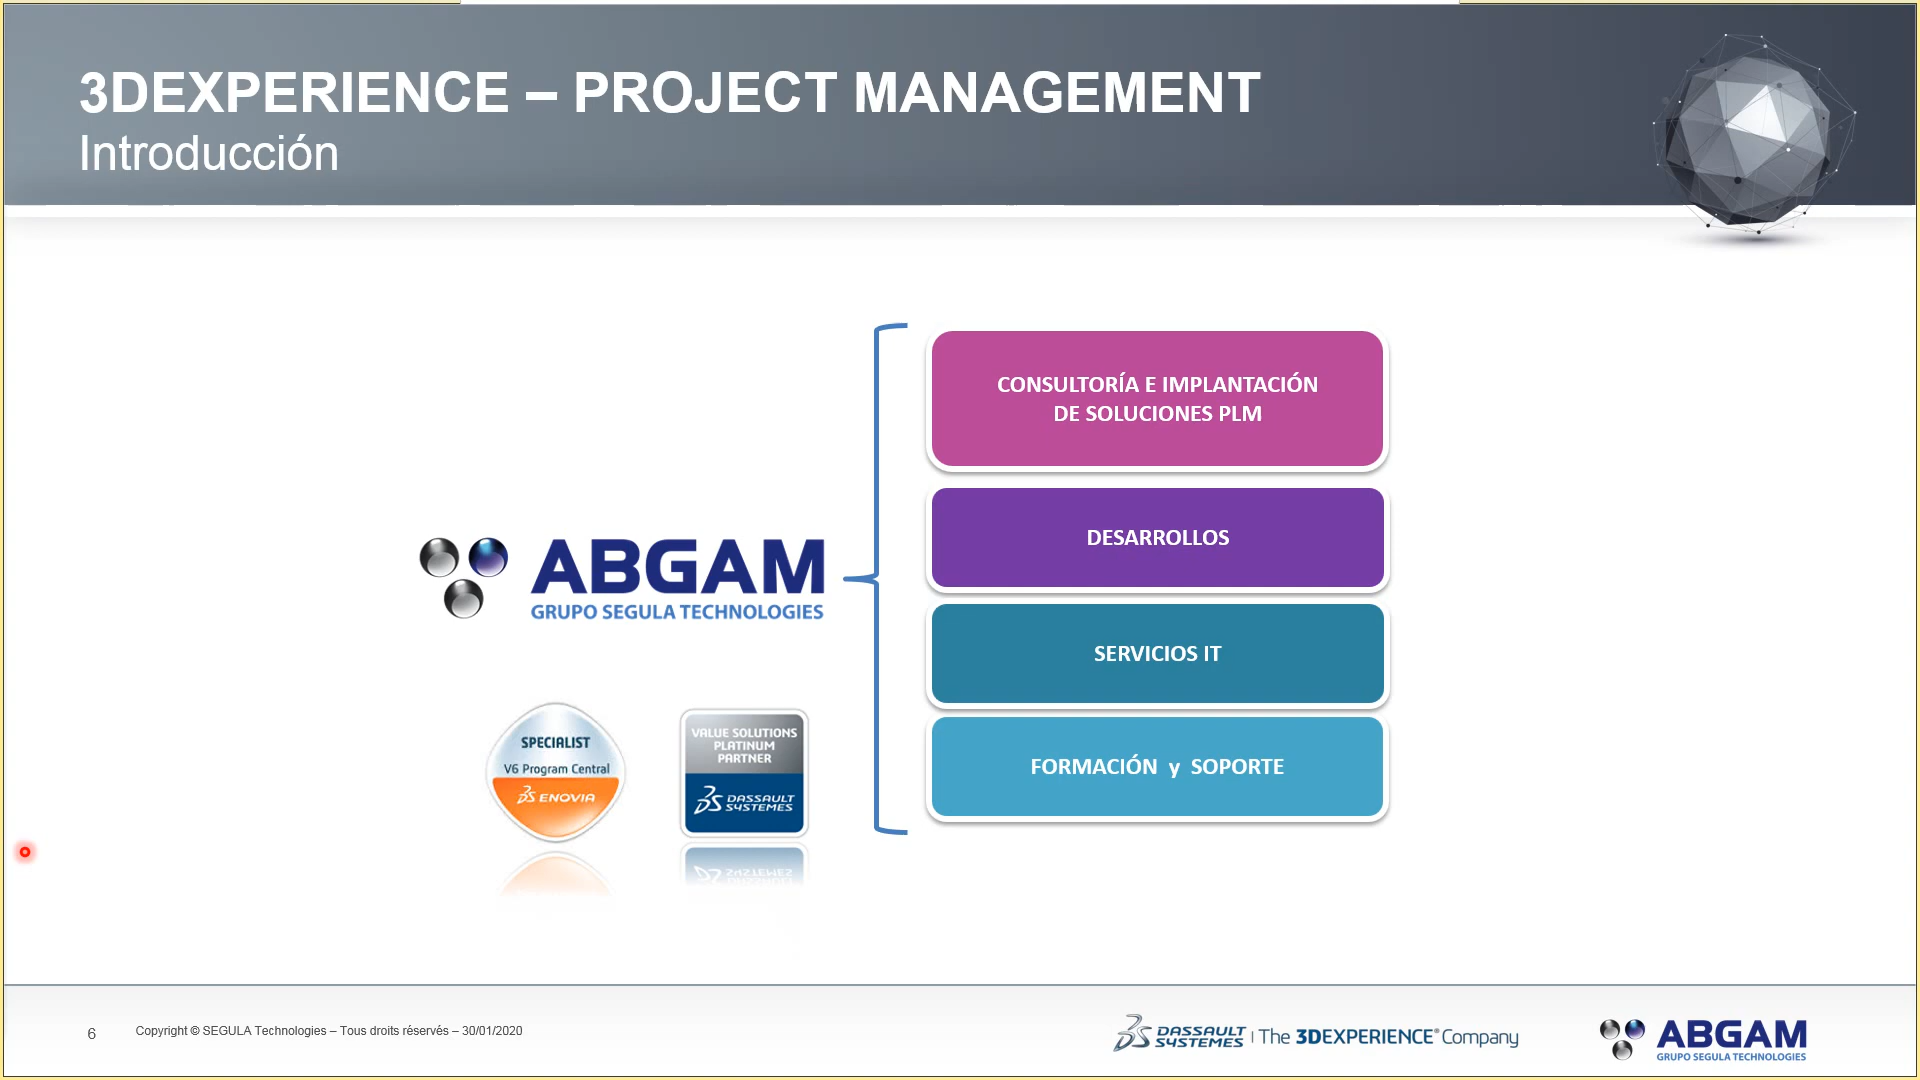 3DEXPERIENCE – PROJECT MANAGEMENT
Introducción
CONSULTORÍA E IMPLANTACIÓN
DE SOLUCIONES PLM
DESARROLLOS
SERVICIOS IT
FORMACIÓN y SOPORTE
ABGAM
GRUPO SEGULA TECHNOLOGIES
SPECIALIST
V6 Program Central
ENOVIA
VALUE SOLUTIONS
PLATINUM
PARTNER
DASSAULT
SYSTEMES
6
Copyright © SEGULA Technologies – Tous droits réservés – 30/01/2020
DASSAULT
SYSTEMES
The 3DEXPERIENCE® Company
ABGAM
GRUPO SEGULA TECHNOLOGIES